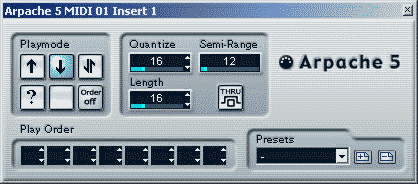 Arpache 5 MIDI 01 Insert 1
Playmode
?
Order
off
Quantize
16
Semi-Range
12
Length
16
THRU
Arpache 5
Play Order
Presets
-